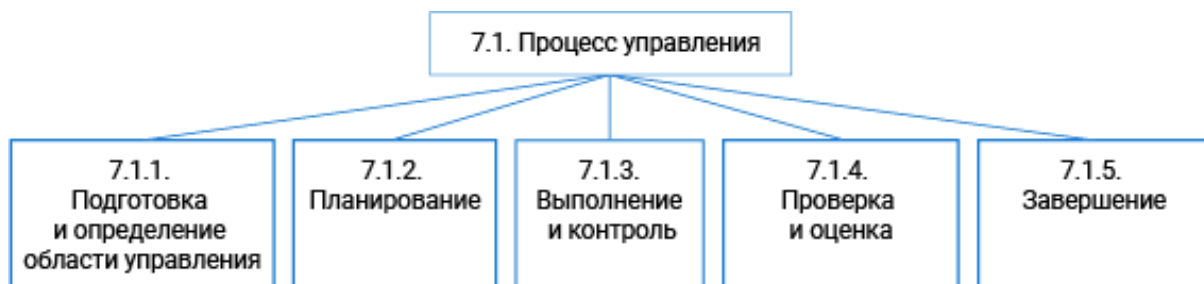 7.1. Процесс управления
7.1.1.
Подготовка
и определение
области управления
7.1.2.
Планирование
7.1.3.
Выполнение
и контроль
7.1.4.
Проверка
и оценка
7.1.5.
Завершение